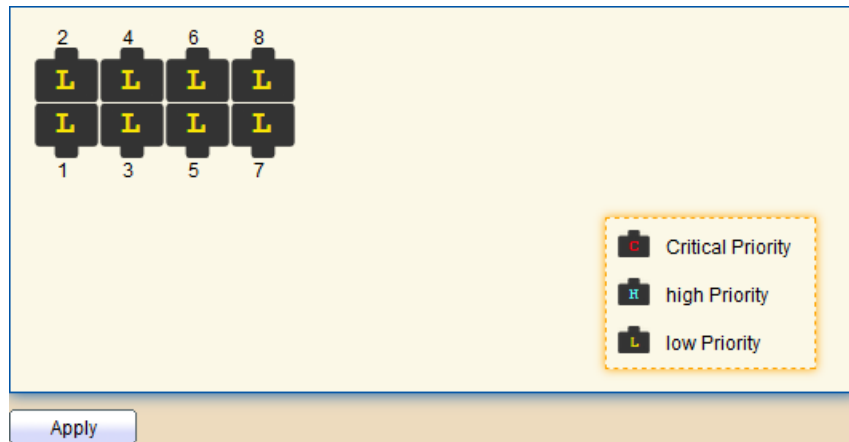 2 4 6 8
L L L L
L L L L
1 3 5 7
C Critical Priority
H high Priority
L low Priority
Apply